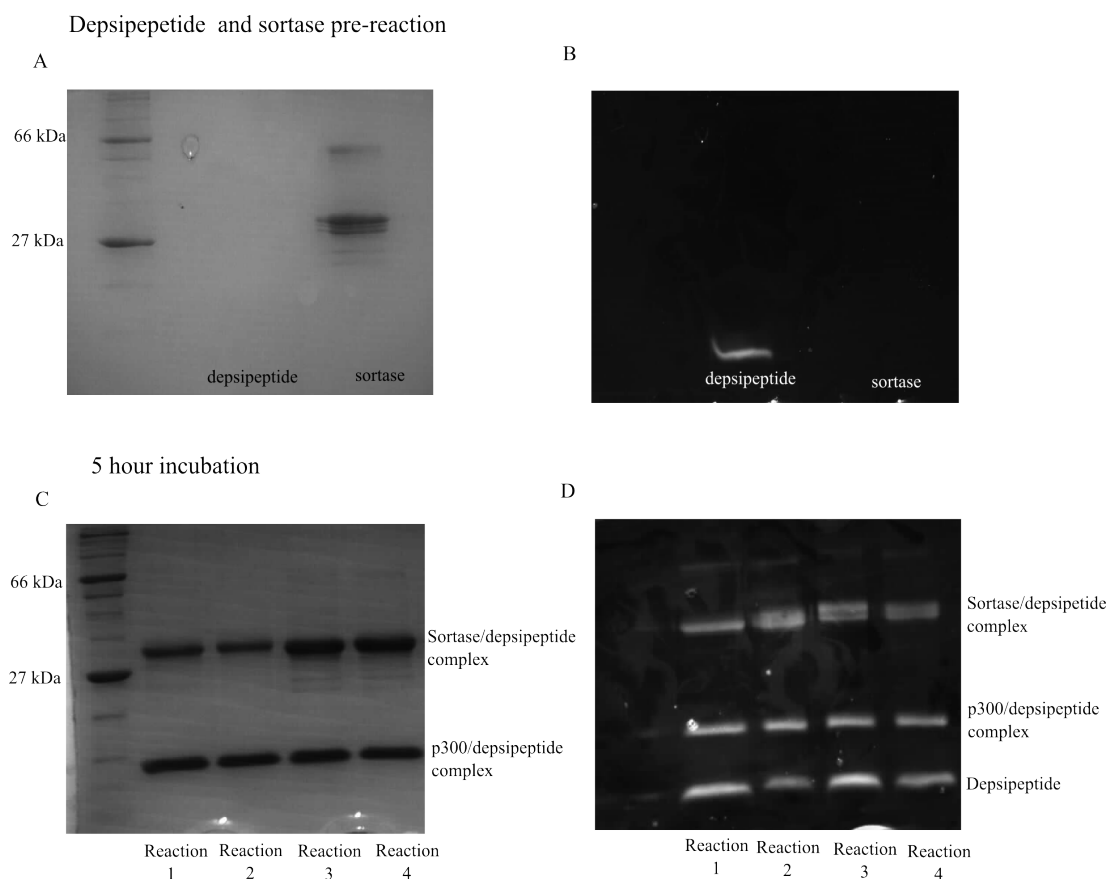 Depsipepetide and sortase pre-reaction
A
B
66 kDa
27 kDa
depsipeptide
sortase
depsipeptide
sortase
5 hour incubation
C
D
66 kDa
27 kDa
Sortase/depsipeptide
complex
p300/depsipeptide
complex
Sortase/depsipetide
complex
p300/depsipeptide
complex
Depsipeptide
Reaction
1
Reaction
2
Reaction
3
Reaction
4
Reaction
1
Reaction
2
Reaction
3
Reaction
4